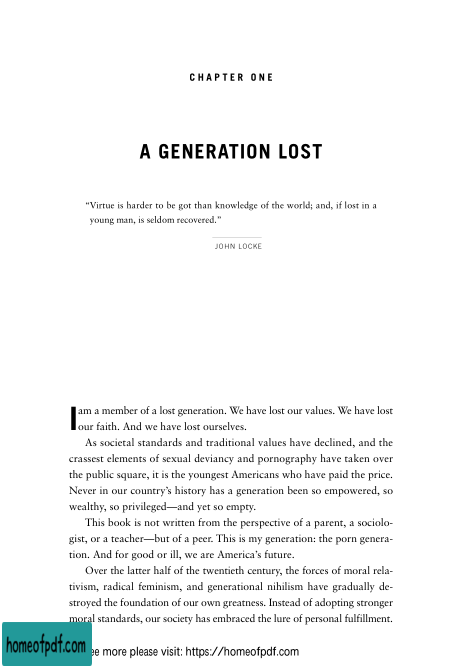 CHAPTER ONE
A GENERATION LOST
“Virtue is harder to be got than knowledge of the world; and, if lost in a
young man, is seldom recovered.”
JOHN LOCKE
I am a member of a lost generation. We have lost our values. We have lost
our faith. And we have lost ourselves.
As societal standards and traditional values have declined, and the
crassest elements of sexual deviancy and pornography have taken over
the public square, it is the youngest Americans who have paid the price.
Never in our country’s history has a generation been so empowered, so
wealthy, so privileged—and yet so empty.
This book is not written from the perspective of a parent, a sociolo-
gist, or a teacher—but of a peer. This is my generation: the porn genera-
tion. And for good or ill, we are America’s future.
Over the latter half of the twentieth century, the forces of moral rela-
tivism, radical feminism, and generational nihilism have gradually de-
stroyed the foundation of our own greatness. Instead of adopting stronger
moral standards, our society has embraced the lure of personal fulfillment.
homeofpdf.com
ee more please visit: https://homeofpdf.com